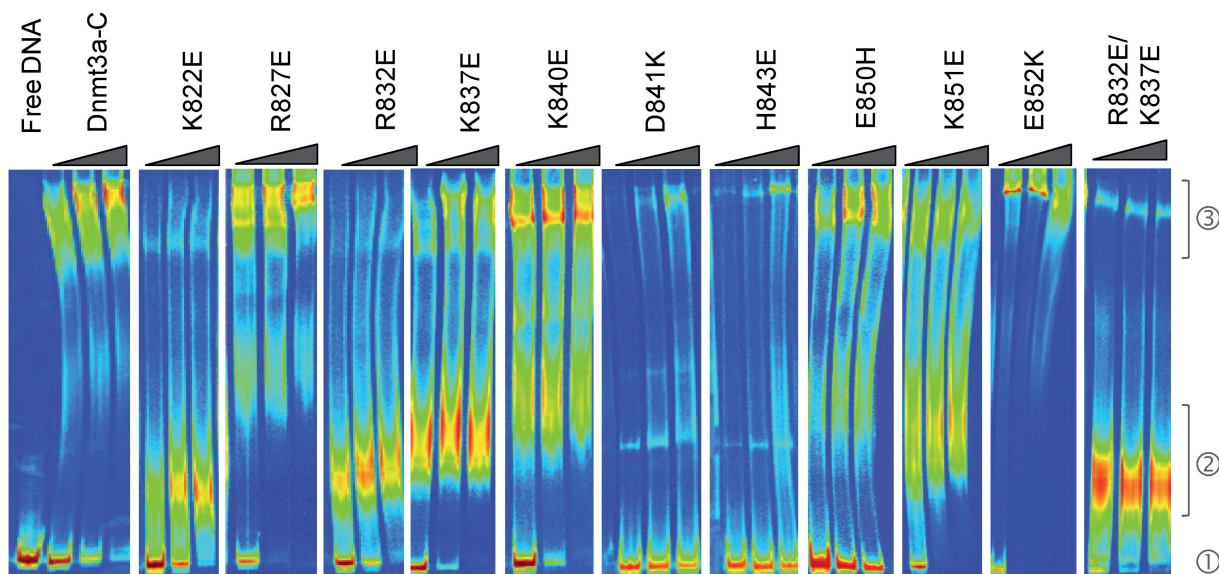 Free DNA
Dnmt3a-C
K822E
R827E
R832E
K837E
K840E
D841K
H843E
E850H
K851E
E852K
R832E/
K837E
③
②
①